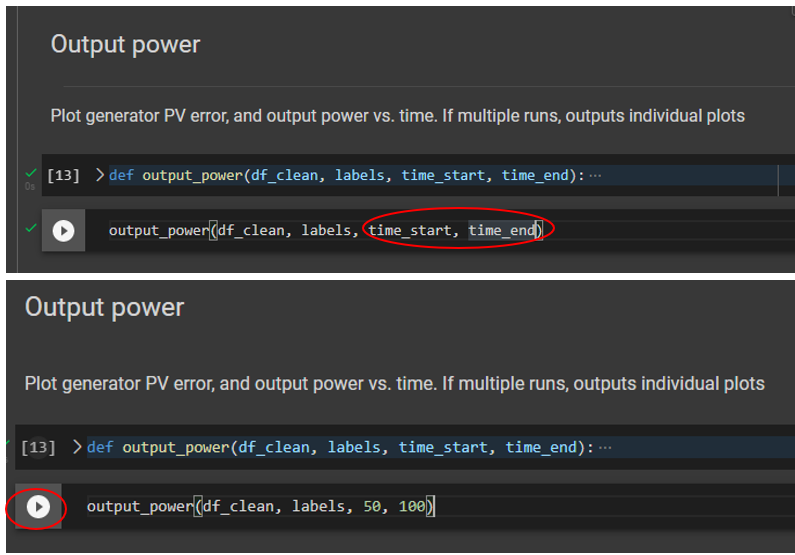 Output power
Plot generator PV error, and output power vs. time. If multiple runs, outputs individual plots
[13] def output_power(df_clean, labels, time_start, time_end):···
0s
output_power(df_clean, labels, time_start, time_end)
Output power
Plot generator PV error, and output power vs. time. If multiple runs, outputs individual plots
[13] def output_power(df_clean, labels, time_start, time_end):···
output_power(df_clean, labels, 50, 100)